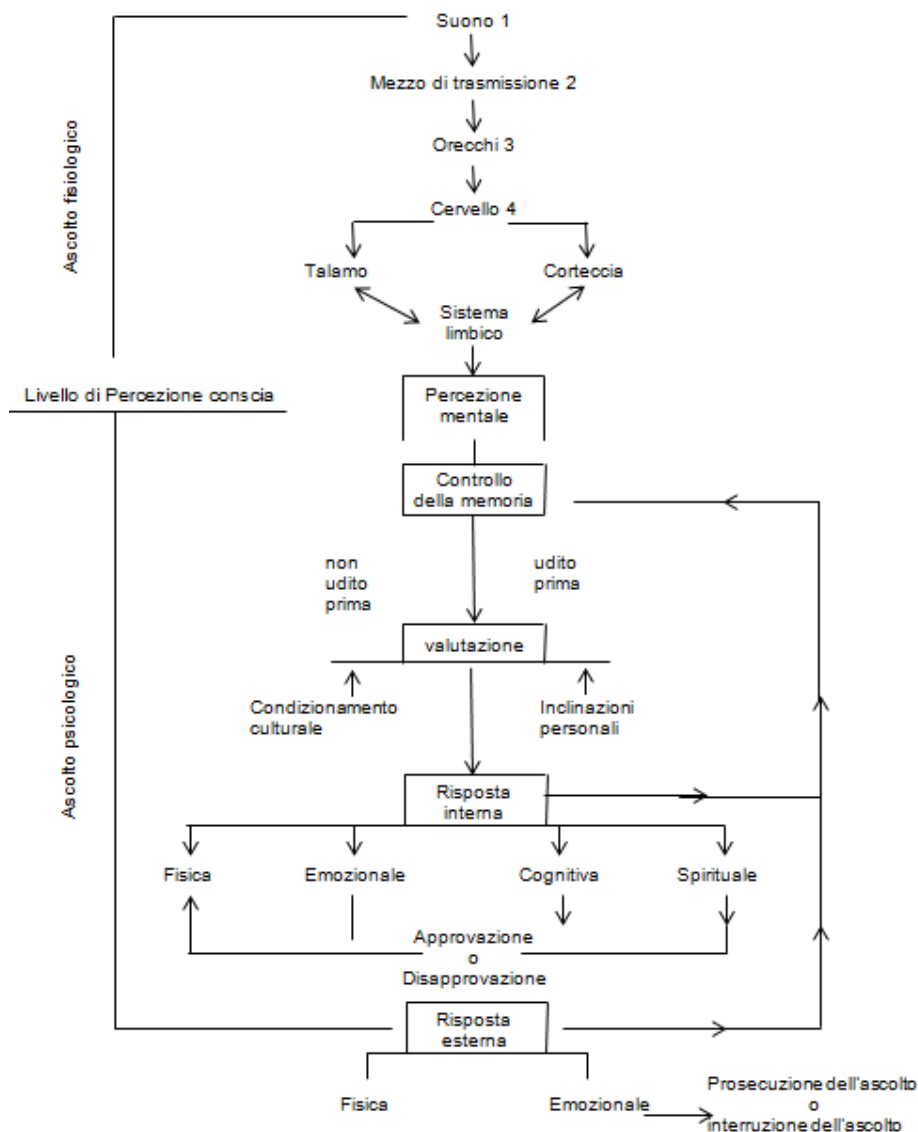 Suono 1
Mezzo di trasmissione 2
Orecchi 3
Cervello 4
Ascolto fisiologico
Talamo
Corteccia
Sistema
limbico
Livello di Percezione conscia
Percezione
mentale
Controllo
della memoria
non
udito
prima
udito
prima
valutazione
Condizionamento
culturale
Inclinazioni
personali
Ascolto psicologico
Risposta
interna
Fisica
Emozionale
Cognitiva
Spirituale
Approvazione
o
Disapprovazione
Risposta
esterna
Fisica
Emozionale
Prosecuzione dell'ascolto
o
interruzione dell'ascolto